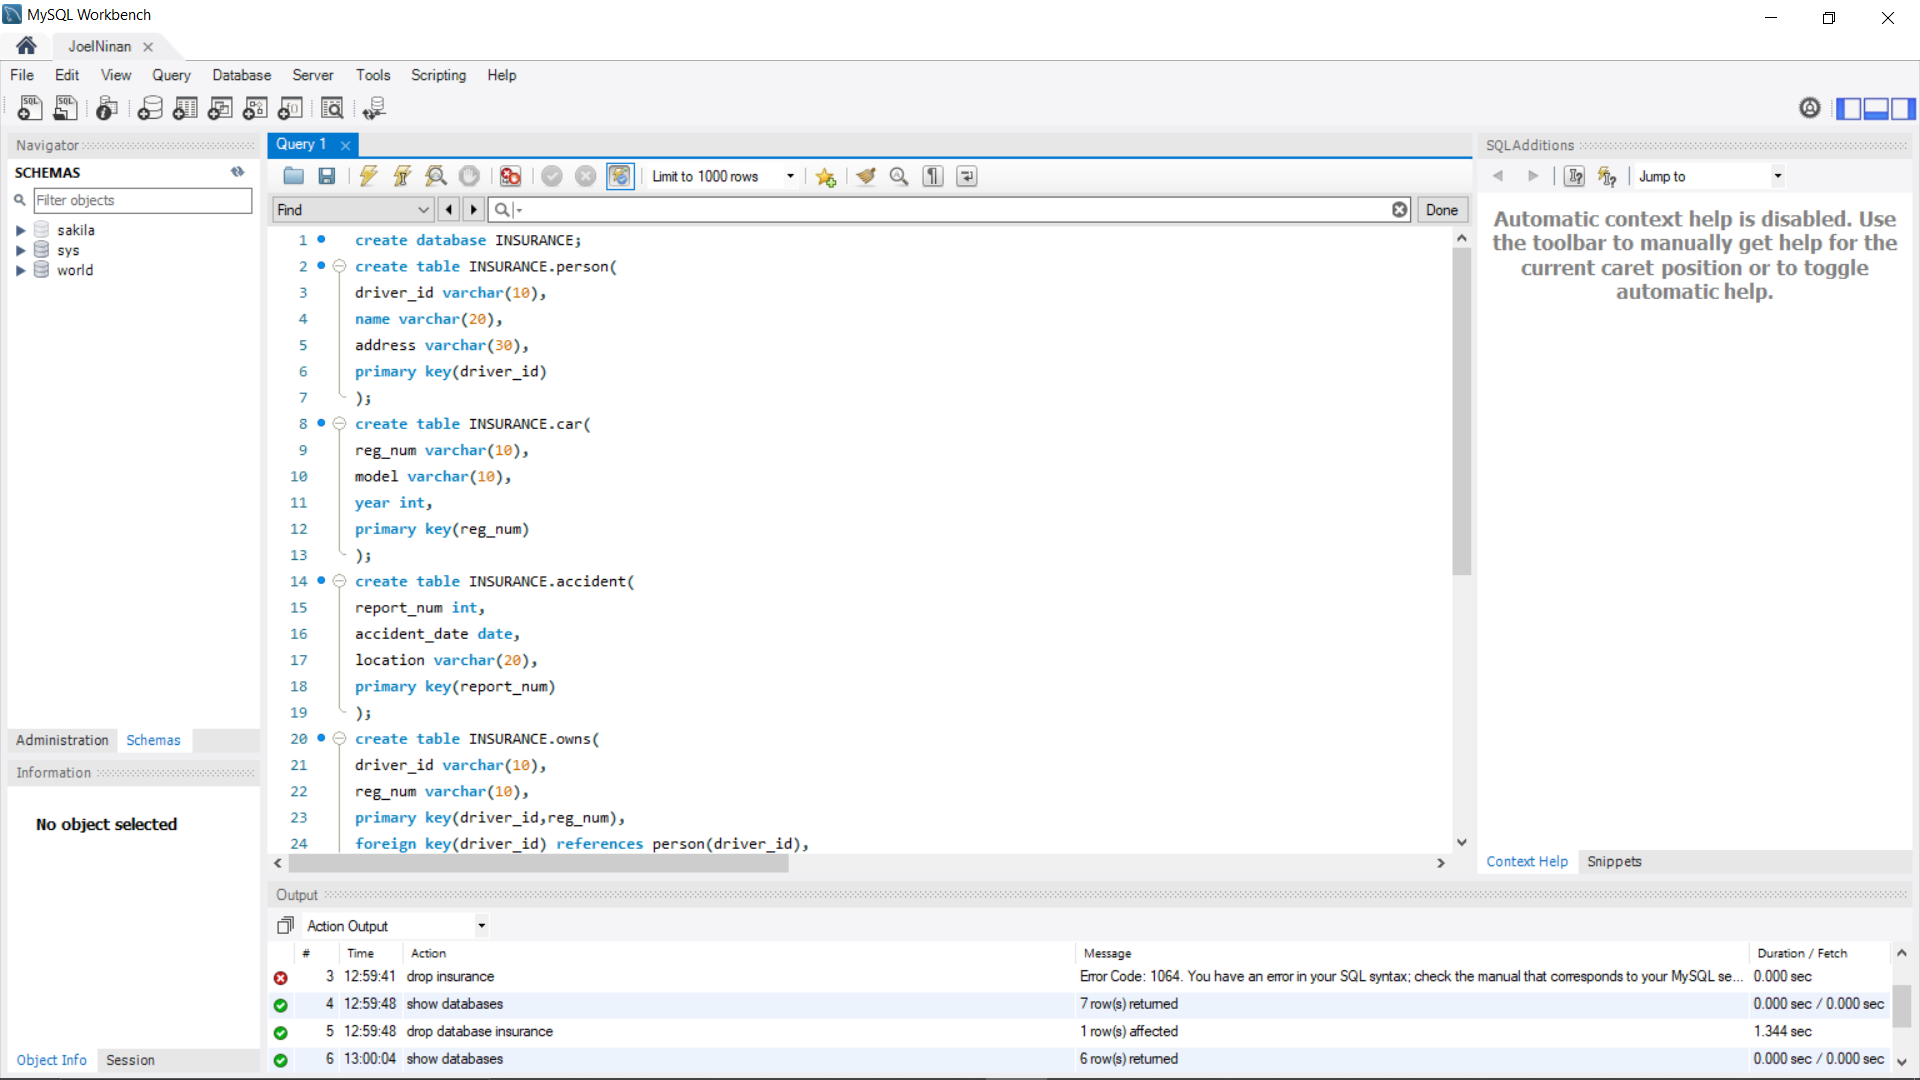 MySQL Workbench
JoelNinan
File Edit View Query Database Server Tools Scripting Help
Navigator
SCHEMAS
Filter objects
sakila
sys
world
Administration Schemas
Information
No object selected
Object Info Session
Query 1
Limit to 1000 rows
Find
Done
1 create database INSURANCE;
2 create table INSURANCE.person(
3 driver_id varchar(10),
4 name varchar(20),
5 address varchar(30),
6 primary key(driver_id)
7 );
8 create table INSURANCE.car(
9 reg_num varchar(10),
10 model varchar(10),
11 year int,
12 primary key(reg_num)
13 );
14 create table INSURANCE.accident(
15 report_num int,
16 accident_date date,
17 location varchar(20),
18 primary key(report_num)
19 );
20 create table INSURANCE.owns(
21 driver_id varchar(10),
22 reg_num varchar(10),
23 primary key(driver_id,reg_num),
24 foreign key(driver_id) references person(driver_id),
SQLAdditions
Jump to
Automatic context help is disabled. Use
the toolbar to manually get help for the
current caret position or to toggle
automatic help.
Context Help Snippets
Output
Action Output
# Time Action Message Duration / Fetch
3 12:59:41 drop insurance Error Code: 1064. You have an error in your SQL syntax; check the manual that corresponds to your MySQL se... 0.000 sec
4 12:59:48 show databases 7 row(s) returned 0.000 sec / 0.000 sec
5 12:59:48 drop database insurance 1 row(s) affected 1.344 sec
6 13:00:04 show databases 6 row(s) returned 0.000 sec / 0.000 sec